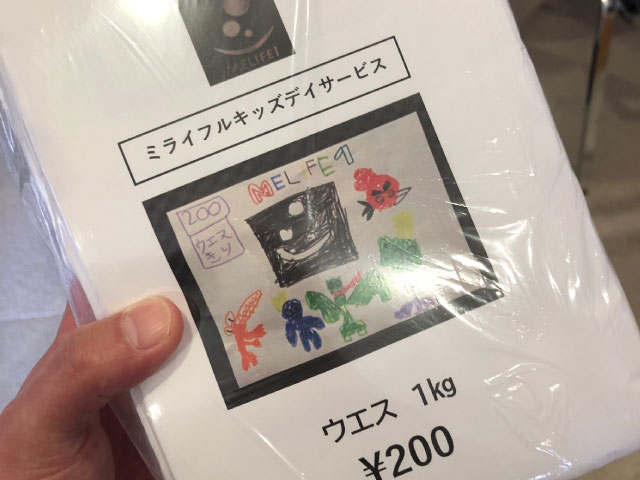 MELIFE1
ミライフルキッズデイサービス
MELIFE1
200
ウエス
ウエス 1kg
¥200